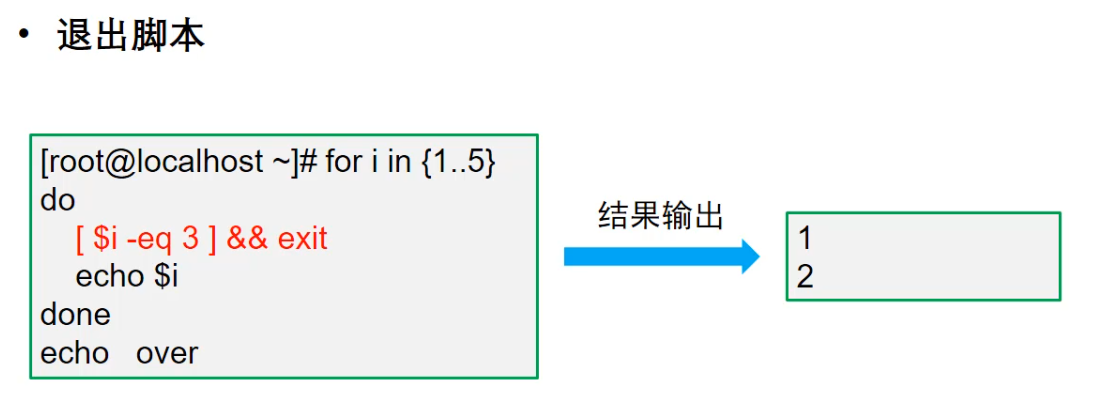 • 退出脚本
[root@localhost ~]# for i in {1..5}
do
[ $i -eq 3 ] && exit
echo $i
done
echo over
结果输出
1
2